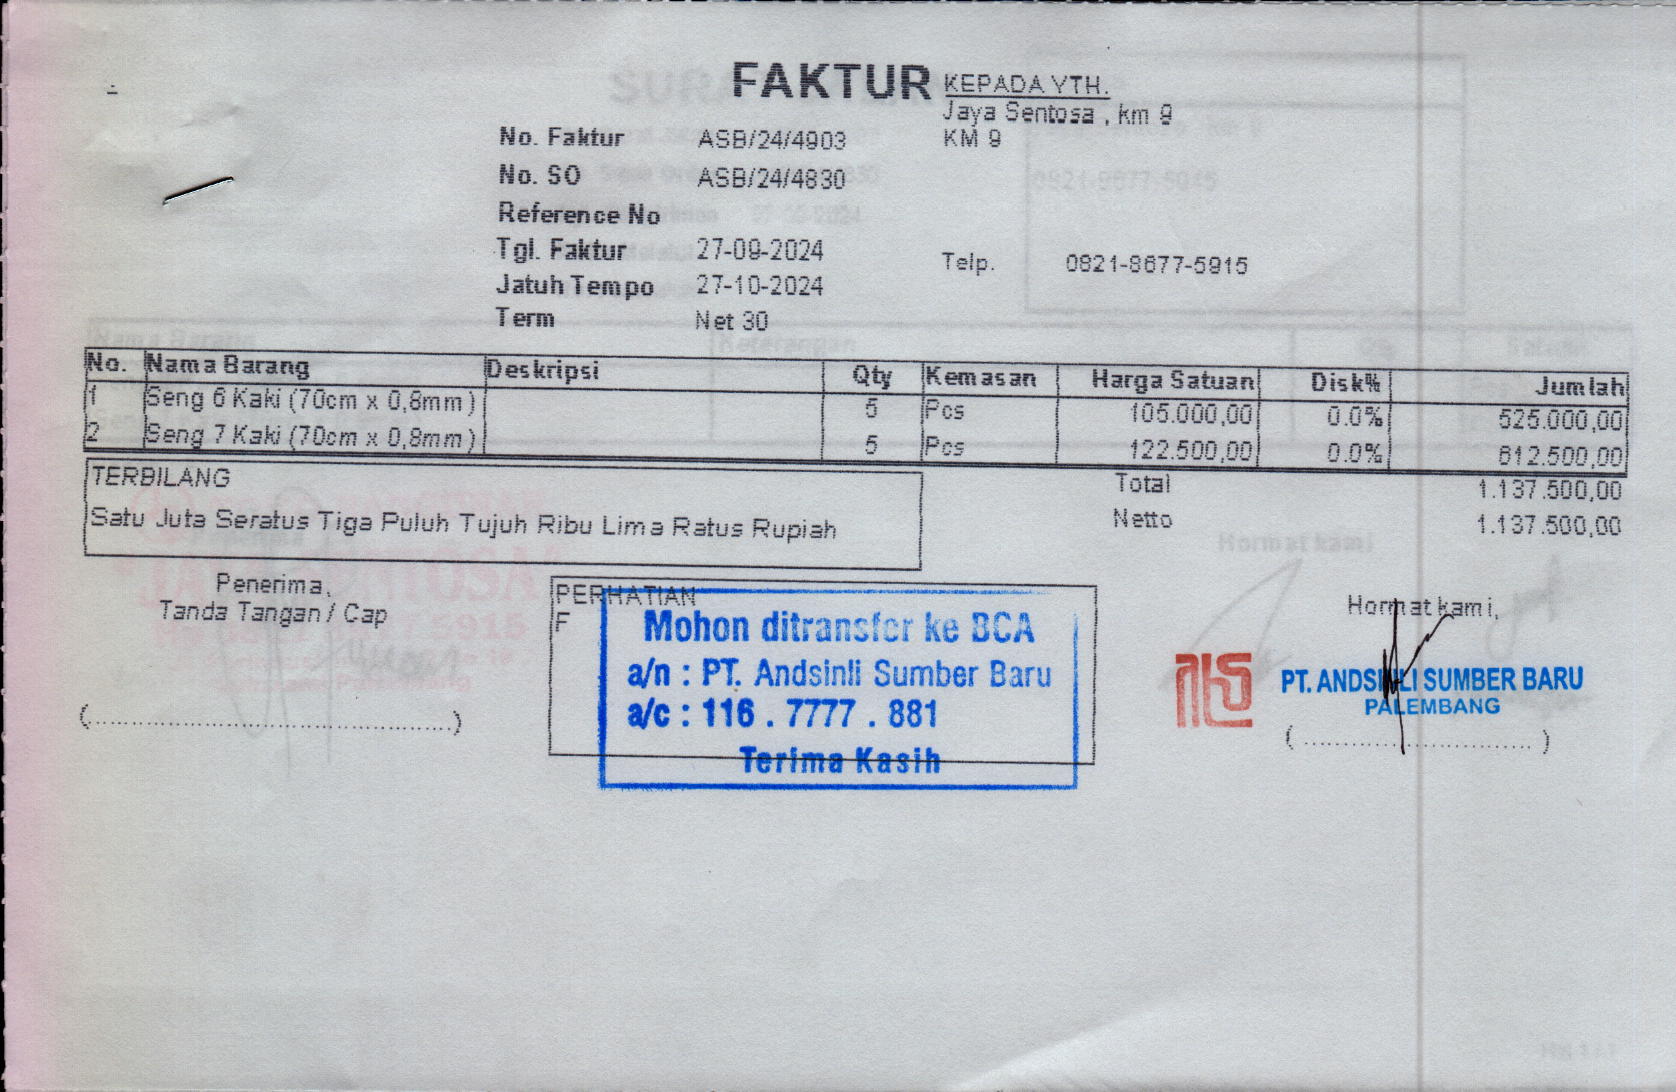 FAKTUR
KEPADA YTH.
Jaya Sentosa , km 9
KM 9
No. Faktur ASB/24/4903
No. SO ASB/24/4830
Reference No
Tgl. Faktur 27-09-2024
Jatuh Tempo 27-10-2024
Term Net 30
Telp. 0821-8677-5915
No. Nama Barang Deskripsi Qty Kemasan Harga Satuan Disk% Jumlah
1 Seng 6 Kaki (70cm x 0,8mm) 5 Pcs 105.000,00 0.0% 525.000,00
2 Seng 7 Kaki (70cm x 0,8mm) 5 Pcs 122.500,00 0.0% 612.500,00
TERBILANG
Satu Juta Seratus Tiga Puluh Tujuh Ribu Lima Ratus Rupiah
Total 1.137.500,00
Netto 1.137.500,00
Penerima,
Tanda Tangan / Cap
(............................................)
PERHATIAN
F
Mohon ditransfer ke BCA
a/n : PT. Andsinli Sumber Baru
a/c : 116 . 7777 . 881
Terima Kasih
Hormat kami,
PT. ANDSINLI SUMBER BARU
PALEMBANG
( ............................ )